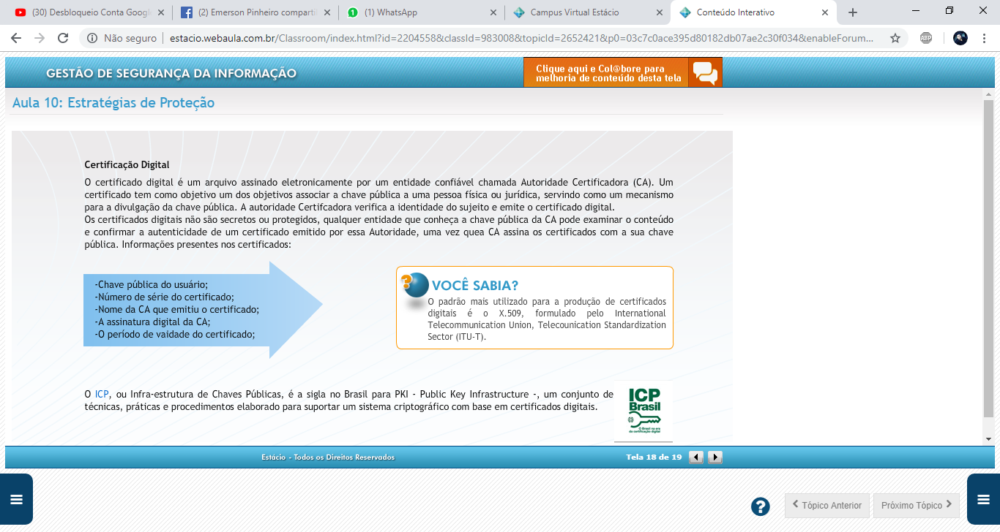 (30) Desbloqueio Conta Googl
(2) Emerson Pinheiro comparti
(1) WhatsApp
Campus Virtual Estácio
Conteúdo Interativo
Não seguro
estacio.webaula.com.br/Classroom/index.html?id=2204558&classId=983008&topicId=2652421&p0=03c7c0ace395d80182db07ae2c30f034&enableForum...
ABP
GESTÃO DE SEGURANÇA DA INFORMAÇÃO
Clique aqui e Col@bore para
melhoria de conteúdo desta tela
Aula 10: Estratégias de Proteção
Certificação Digital
O certificado digital é um arquivo assinado eletronicamente por um entidade confiável chamada Autoridade Certificadora (CA). Um
certificado tem como objetivo um dos objetivos associar a chave pública a uma pessoa física ou jurídica, servindo como um mecanismo
para a divulgação da chave pública. A autoridade Certifcadora verifica a identidade do sujeito e emite o certificado digital.
Os certificados digitais não são secretos ou protegidos, qualquer entidade que conheça a chave pública da CA pode examinar o conteúdo
e confirmar a autenticidade de um certificado emitido por essa Autoridade, uma vez quea CA assina os certificados com a sua chave
pública. Informações presentes nos certificados:
-Chave pública do usuário;
-Número de série do certificado;
-Nome da CA que emitiu o certificado;
-A assinatura digital da CA;
-O período de vaidade do certificado;
VOCÊ SABIA?
O padrão mais utilizado para a produção de certificados
digitais é o X.509, formulado pelo International
Telecommunication Union, Telecounication Standardization
Sector (ITU-T).
O ICP, ou Infra-estrutura de Chaves Públicas, é a sigla no Brasil para PKI - Public Key Infrastructure -, um conjunto de
técnicas, práticas e procedimentos elaborado para suportar um sistema criptográfico com base em certificados digitais.
ICP
Brasil
O Brasil na era
da certificação digital
Estácio - Todos os Direitos Reservados
Tela 18 de 19
Tópico Anterior
Próximo Tópico